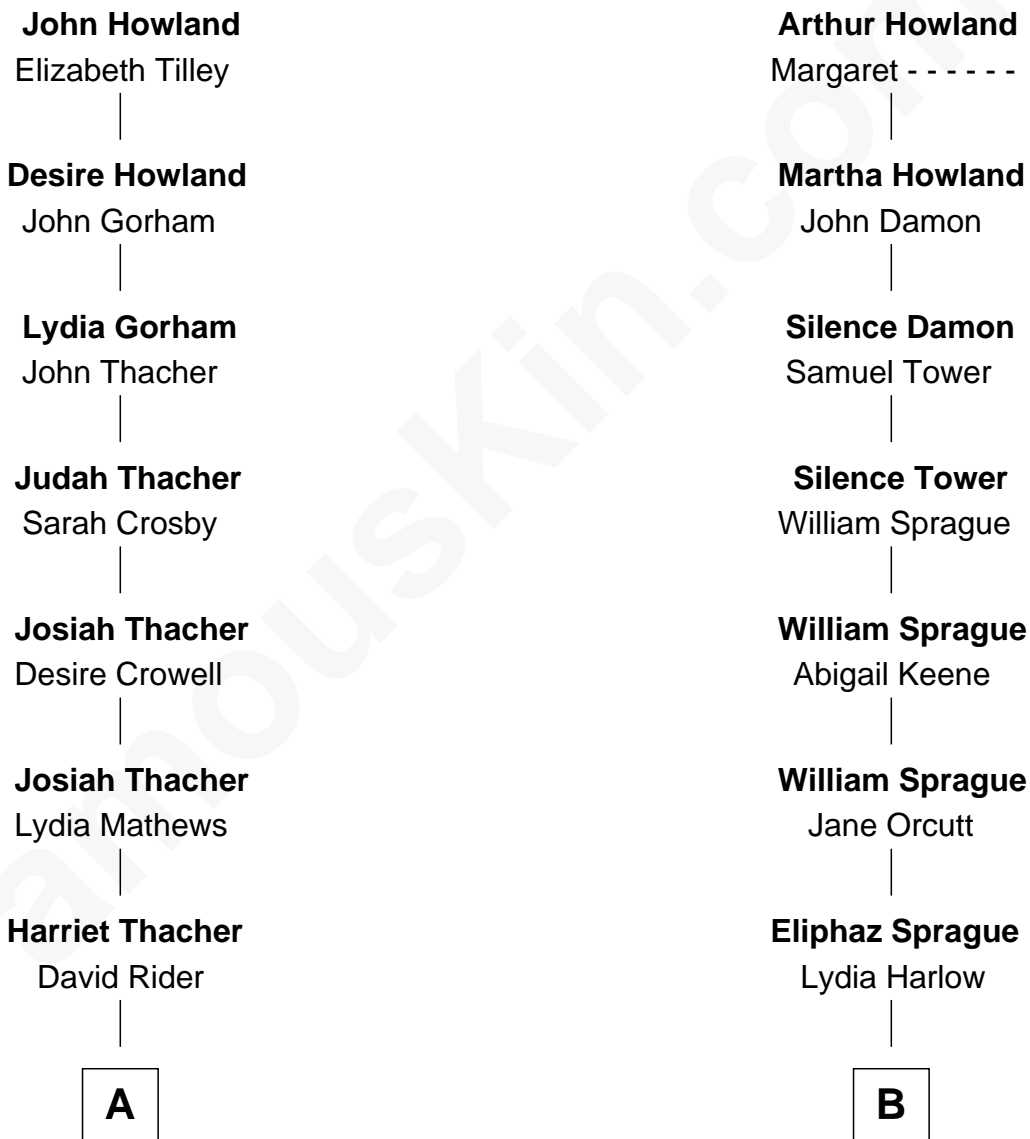 John Howland
Elizabeth Tilley
Desire Howland
John Gorham
Lydia Gorham
John Thacher
Judah Thacher
Sarah Crosby
Josiah Thacher
Desire Crowell
Josiah Thacher
Lydia Mathews
Harriet Thacher
David Rider
A
Arthur Howland
Margaret - - - - - -
Martha Howland
John Damon
Silence Damon
Samuel Tower
Silence Tower
William Sprague
William Sprague
Abigail Keene
William Sprague
Jane Orcutt
Eliphaz Sprague
Lydia Harlow
B
amouskin.com